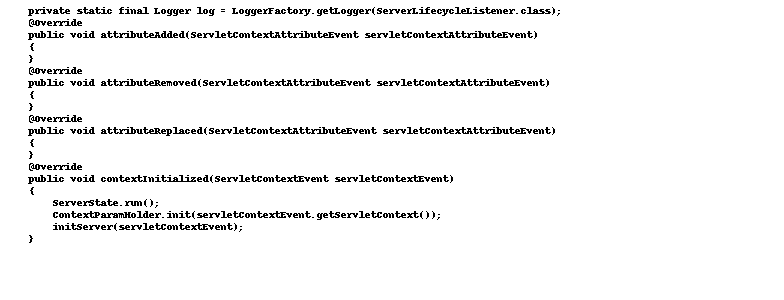 private static final Logger log = LoggerFactory.getLogger(ServerLifecycleListener.class);
@Override
public void attributeAdded(ServletContextAttributeEvent servletContextAttributeEvent)
{
}
@Override
public void attributeRemoved(ServletContextAttributeEvent servletContextAttributeEvent)
{
}
@Override
public void attributeReplaced(ServletContextAttributeEvent servletContextAttributeEvent)
{
}
@Override
public void contextInitialized(ServletContextEvent servletContextEvent)
{
    ServerState.run();
    ContextParamHolder.init(servletContextEvent.getServletContext());
    initServer(servletContextEvent);
}